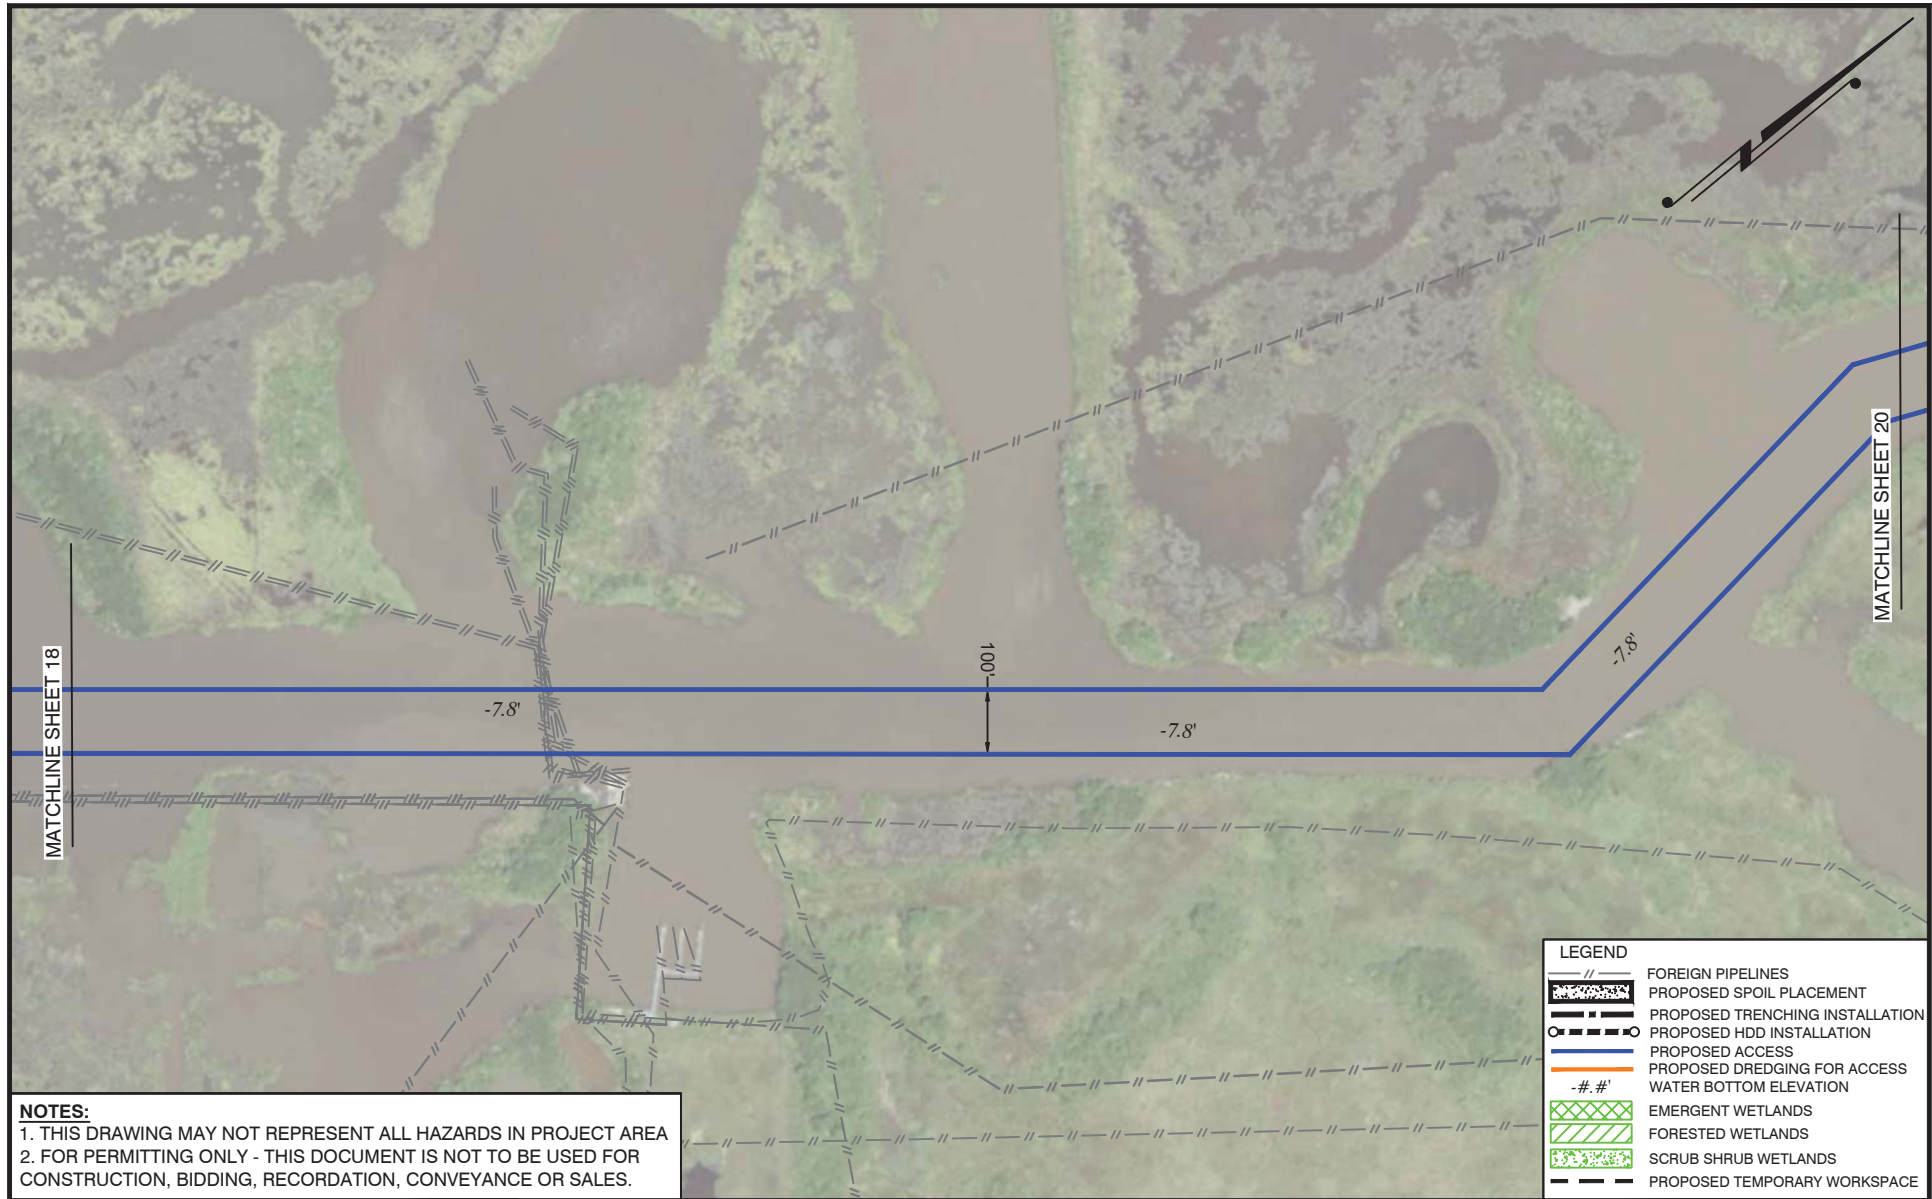 N
MATCHLINE SHEET 20
100'
-7.8'
-7.8'
-7.8'
MATCHLINE SHEET 18
LEGEND
FOREIGN PIPELINES
PROPOSED SPOIL PLACEMENT
PROPOSED TRENCHING INSTALLATION
PROPOSED HDD INSTALLATION
PROPOSED ACCESS
PROPOSED DREDGING FOR ACCESS
-#.#' WATER BOTTOM ELEVATION
EMERGENT WETLANDS
FORESTED WETLANDS
SCRUB SHRUB WETLANDS
PROPOSED TEMPORARY WORKSPACE
NOTES:
1. THIS DRAWING MAY NOT REPRESENT ALL HAZARDS IN PROJECT AREA
2. FOR PERMITTING ONLY - THIS DOCUMENT IS NOT TO BE USED FOR
CONSTRUCTION, BIDDING, RECORDATION, CONVEYANCE OR SALES.